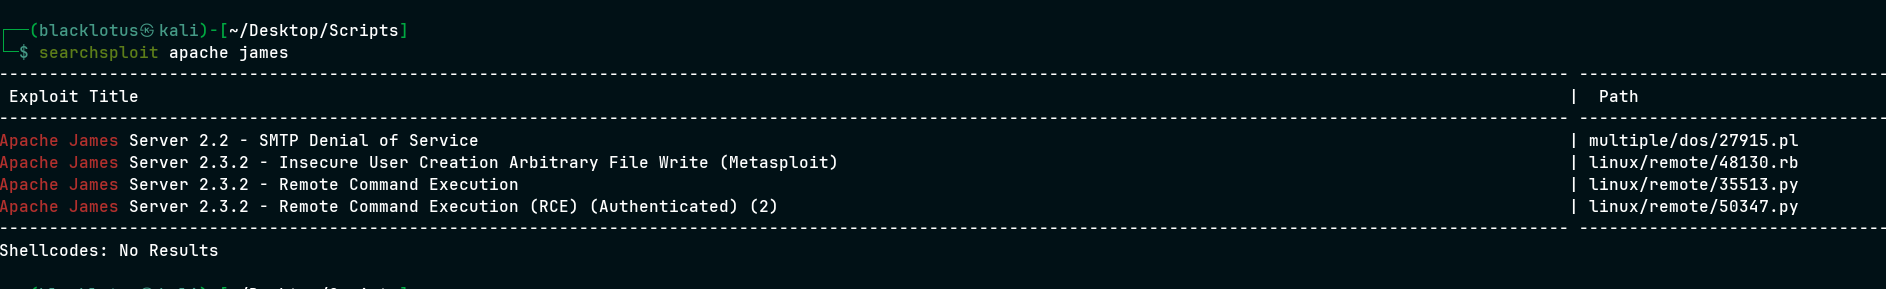 (blacklotus㉿kali)-[~/Desktop/Scripts]
$ searchsploit apache james
Exploit Title | Path
Apache James Server 2.2 - SMTP Denial of Service | multiple/dos/27915.pl
Apache James Server 2.3.2 - Insecure User Creation Arbitrary File Write (Metasploit) | linux/remote/48130.rb
Apache James Server 2.3.2 - Remote Command Execution | linux/remote/35513.py
Apache James Server 2.3.2 - Remote Command Execution (RCE) (Authenticated) (2) | linux/remote/50347.py
Shellcodes: No Results